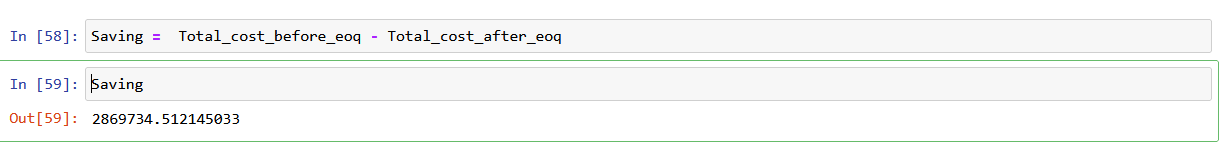 In [58]: Saving =  Total_cost_before_eoq - Total_cost_after_eoq
In [59]: Saving
Out[59]: 2869734.512145033